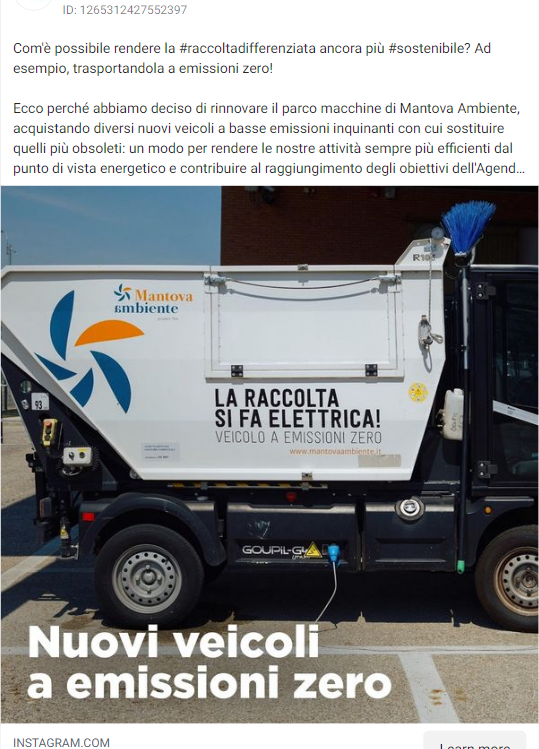 ID: 1265312427552397
Com'è possibile rendere la #raccoltadifferenziata ancora più #sostenibile? Ad
esempio, trasportandola a emissioni zero!
Ecco perché abbiamo deciso di rinnovare il parco macchine di Mantova Ambiente,
acquistando diversi nuovi veicoli a basse emissioni inquinanti con cui sostituire
quelli più obsoleti: un modo per rendere le nostre attività sempre più efficienti dal
punto di vista energetico e contribuire al raggiungimento degli obiettivi dell'Agend...
R104
Mantova
ambiente
LA RACCOLTA
SI FA ELETTRICA!
VEICOLO A EMISSIONI ZERO
www.mantovaambiente.it
93
GOUPIL-G4
Nuovi veicoli
a emissioni zero
INSTAGRAM.COM
Learn more